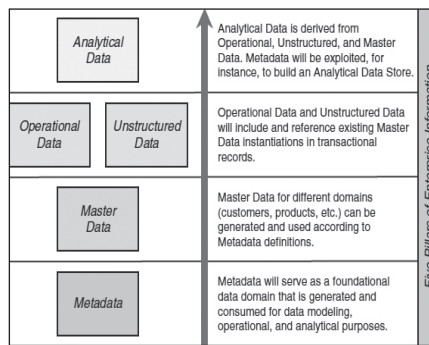 Analytical
Data
Analytical Data is derived from
Operational, Unstructured, and Master
Data. Metadata will be exploited, for
instance, to build an Analytical Data Store.
Operational
Data
Unstructured
Data
Operational Data and Unstructured Data
will include and reference existing Master
Data instantiations in transactional
records.
Master
Data
Master Data for different domains
(customers, products, etc.) can be
generated and used according to
Metadata definitions.
Metadata
Metadata will serve as a foundational
data domain that is generated and
consumed for data modeling,
operational, and analytical purposes.
Five Pillars of Enterprise Information